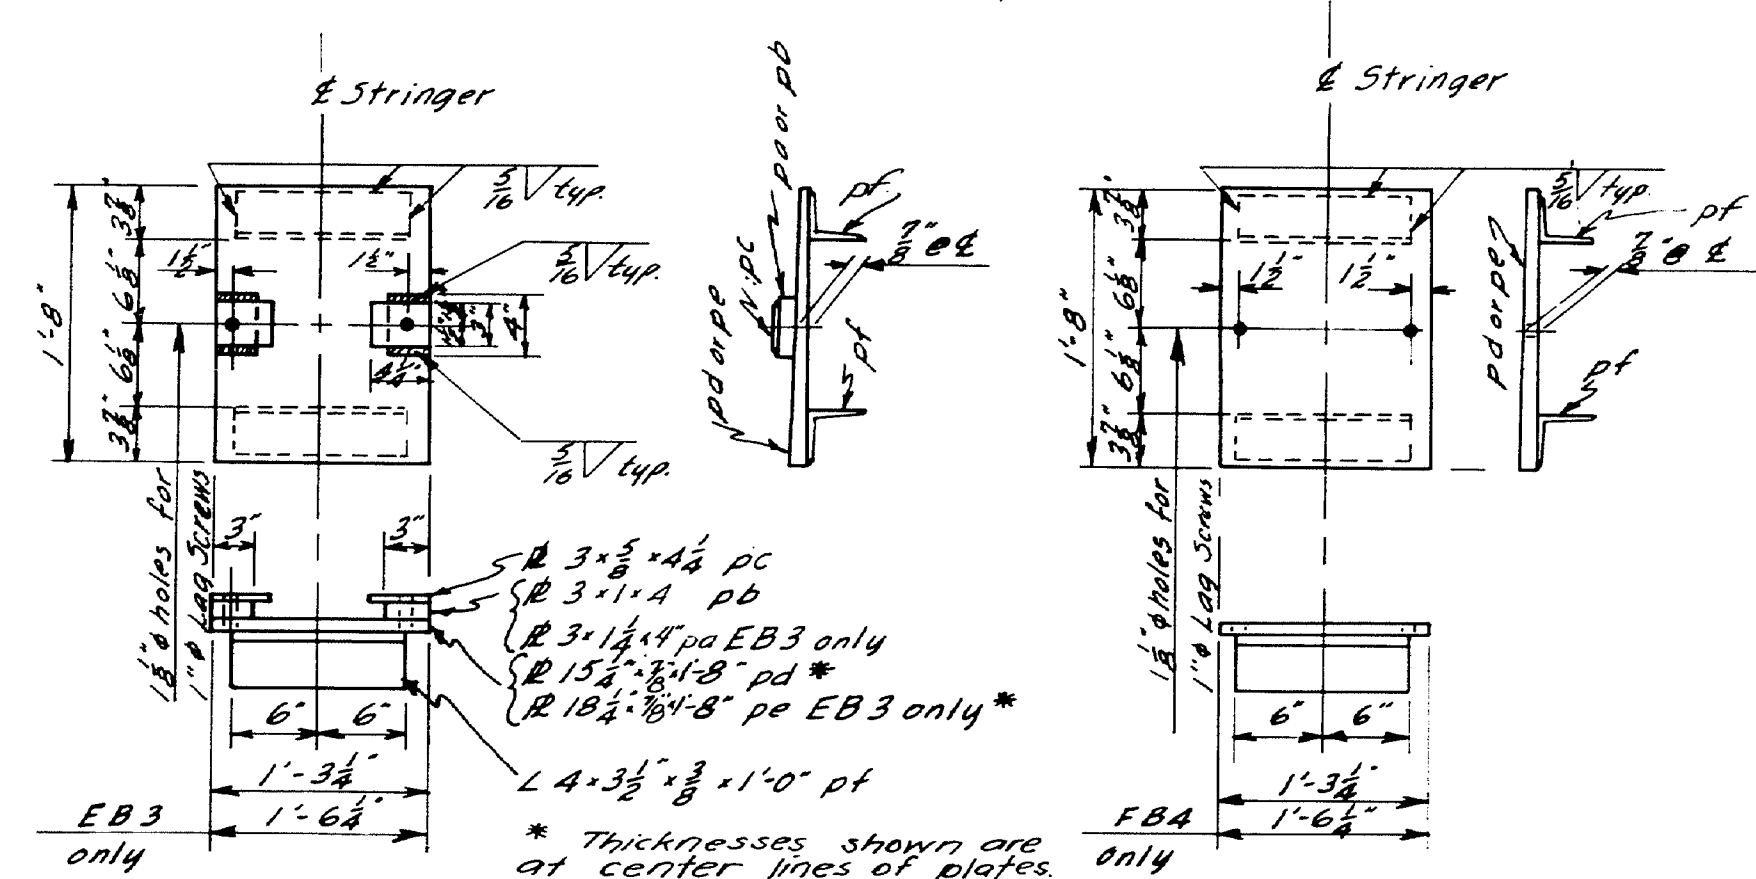 ℄ Stringer
5/16 typ.
3 7/8"
1 1/2"
1 1/2"
6 1/8"
5/16 typ.
1'-8"
3"
4"
6 1/8"
4 1/4"
3 7/8"
5/16 typ.
1 1/8" φ holes for
1" φ Lag Screws
3"
3"
℄ 3 × 5/8 × 4 1/4 pc
℄ 3 × 1 × 4 pb
℄ 3 × 1 1/4 × 4" pa EB3 only
℄ 15 1/4" × 7/8" × 1'-8" pd *
℄ 18 1/4" × 7/8" × 1'-8" pe EB3 only *
6" 6"
∠ 4 × 3 1/2" × 3/8 × 1'-0" pf
1'-3 1/4"
EB3
only
1'-6 1/4"
* Thicknesses shown are
at center lines of plates.
pa or pb
pf
7/8" @ ℄
pc
pd or pe
pf
℄ Stringer
5/16 typ.
3 7/8"
pf
7/8" @ ℄
6 1/8"
1 1/2" 1 1/2"
1'-8"
pd or pe
6 1/8"
pf
3 7/8"
1 1/8" φ holes for
1" φ Lag Screws
6" 6"
1'-3 1/4"
FB4
only
1'-6 1/4"